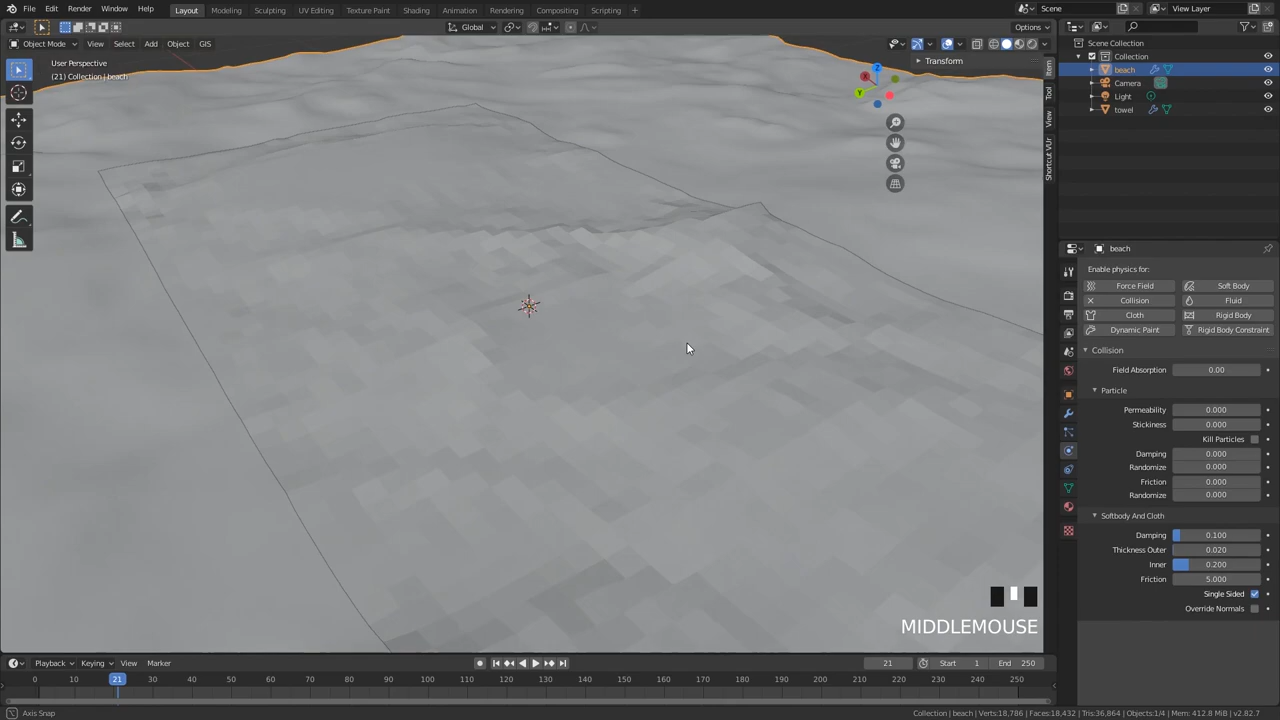 File Edit Render Window Help Layout Modeling Sculpting UV Editing Texture Paint Shading Animation Rendering Compositing Scripting + Scene View Layer
Global Options
Object Mode View Select Add Object GIS
User Perspective
(21) Collection | beach
Transform
Item
Tool
View
Shortcut VUr
X
Y
Z
Scene Collection
Collection
beach
Camera
Light
towel
beach
Enable physics for:
Force Field Soft Body
Collision Fluid
Cloth Rigid Body
Dynamic Paint Rigid Body Constraint
Collision
Field Absorption 0.00
Particle
Permeability 0.000
Stickiness 0.000
Kill Particles
Damping 0.000
Randomize 0.000
Friction 0.000
Randomize 0.000
Softbody And Cloth
Damping 0.100
Thickness Outer 0.020
Inner 0.200
Friction 5.000
Single Sided
Override Normals
MIDDLEMOUSE
Playback Keying View Marker 21 Start 1 End 250
0 10 21 30 40 50 60 70 80 90 100 110 120 130 140 150 160 170 180 190 200 210 220 230 240 250
Axis Snap Collection | beach | Verts:18,786 | Faces:18,432 | Tris:36,864 | Objects:1/4 | Mem: 412.8 MiB | v2.82.7